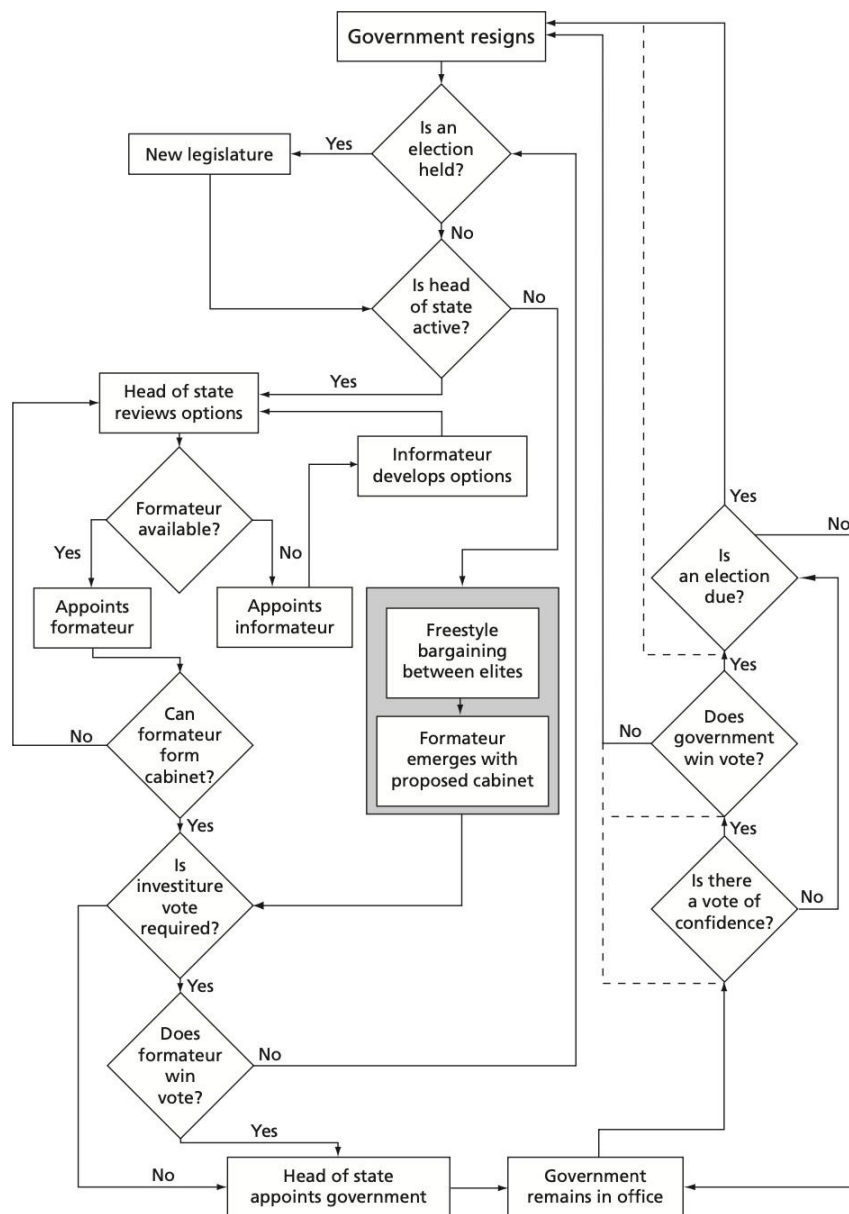 Government resigns
Is an
election
held?
Yes
New legislature
No
Is head
of state
active?
No
Yes
Head of state
reviews options
Informateur
develops options
Formateur
available?
Yes
No
Appoints
formateur
Appoints
informateur
Freestyle
bargaining
between elites
Formateur
emerges with
proposed cabinet
Can
formateur
form
cabinet?
No
Yes
Is
investiture
vote
required?
Yes
Does
formateur
win
vote?
No
Yes
No
Head of state
appoints government
Government
remains in office
Is there
a vote of
confidence?
No
Yes
Does
government
win vote?
No
Yes
Is
an election
due?
Yes
No